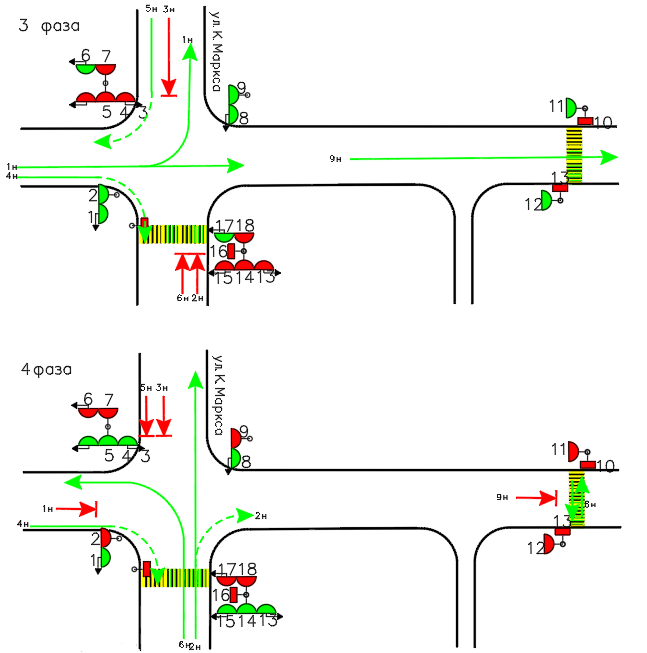 3 фаза
5н 3н
ул.К.Маркса
1н
6 7
5 4 3
9
8
11
10
1н
4н
9н
2
1
13
12
17 18
16
15 14 13
6н 2н
4 фаза
5н 3н
ул.К.Маркса
6 7
5 4 3
9
8
11
10
1н
4н
2н
9н
8н
2
1
13
12
17 18
16
15 14 13
6н 2н